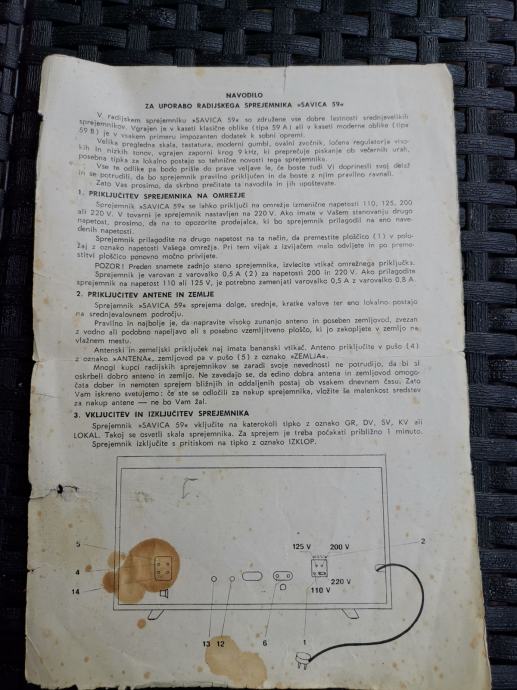 NAVODILO
ZA UPORABO RADIJSKEGA SPREJEMNIKA »SAVICA 59«
V radijskem sprejemniku »SAVICA 59« so združene vse dobre lastnosti srednjevelikih
sprejemnikov. Vgrajen je v kaseti klasične oblike (tipa 59 A) ali v kaseti moderne oblike (tipa
59 B) je v vsakem primeru impozanten dodatek k sobni opremi.
Velika pregledna skala, tastatura, moderni gumbi, ovalni zvočnik, ločena regulatorja viso-
kih in nizkih tonov, vgrajen zaporni krog 9 kHz, ki preprečuje piskanje ob večernih urah,
posebna tipka za lokalno postajo so tehnične novosti tega sprejemnika.
Vse te odlike pa bodo prišle do prave veljave le, če boste tudi Vi doprinesli svoj delež
in se potrudili, da bo sprejemnik pravilno priključen in da boste z njim pravilno ravnali.
Zato Vas prosimo, da skrbno prečitate ta navodila in jih upoštevate.
1. PRIKLJUČITEV SPREJEMNIKA NA OMREŽJE
Sprejemnik »SAVICA 59« se lahko priključi na omrežje izmenične napetosti 110, 125, 200
ali 220 V. V tovarni je sprejemnik nastavljen na 220 V. Ako imate v Vašem stanovanju drugo
napetost, prosimo, da na to opozorite prodajalca, ki bo sprejemnik prilagodil na eno nave-
denih napetosti.
Sprejemnik prilagodite na drugo napetost na ta način, da premestite ploščico (1) v polo-
žaj z oznako napetosti Vašega omrežja. Pri tem vijak z izvijačem malo odvijete in po preme-
stitvi ploščico ponovno močno privijete.
POZOR! Preden snamete zadnjo steno sprejemnika, izvlecite vtikač omrežnega priključka.
Sprejemnik je varovan z varovalko 0,5 A (2) za napetosti 200 in 220 V. Ako prilagodite
sprejemnik na napetost 110 ali 125 V, je potrebno zamenjati varovalko 0,5 A z varovalko 0,8 A.
2. PRIKLJUČITEV ANTENE IN ZEMLJE
Sprejemnik »SAVICA 59« sprejema dolge, srednje, kratke valove ter eno lokalno postajo
na srednjevalovnem področju.
Pravilno in najbolje je, da napravite visoko zunanjo anteno in poseben zemljovod, zvezan
z vodno ali podobno napeljavo ali s posebno vzemljitveno ploščo, ki jo zakopljete v zemljo na
vlažnem mestu.
Antenski in zemeljski priključek naj imata bananski vtikač. Anteno priključite v pušo (4)
z oznako »ANTENA«, zemljovod pa v pušo (5) z oznako »ZEMLJA«.
Mnogi kupci radijskih sprejemnikov se zaradi svoje nevednosti ne potrudijo, da bi si
oskrbeli dobro anteno in zemljo. Ne zavedajo se, da edino dobra antena in zemljovod omogo-
čata dober in nemoten sprejem bližnjih in oddaljenih postaj ob vsakem dnevnem času. Zato
Vam iskreno svetujemo: če ste se odločili za nakup sprejemnika, vložite še malenkost sredstev
za nakup antene — ne bo Vam žal.
3. VKLJUČITEV IN IZKLJUČITEV SPREJEMNIKA
Sprejemnik »SAVICA 59« vključite na katerokoli tipko z oznako GR, DV, SV, KV ali
LOKAL. Takoj se osvetli skala sprejemnika. Za sprejem je treba počakati približno 1 minuto.
Sprejemnik izključite s pritiskom na tipko z oznako IZKLOP.
5
125 V 200 V
2
4
14
220 V
110 V
13 12
6
1